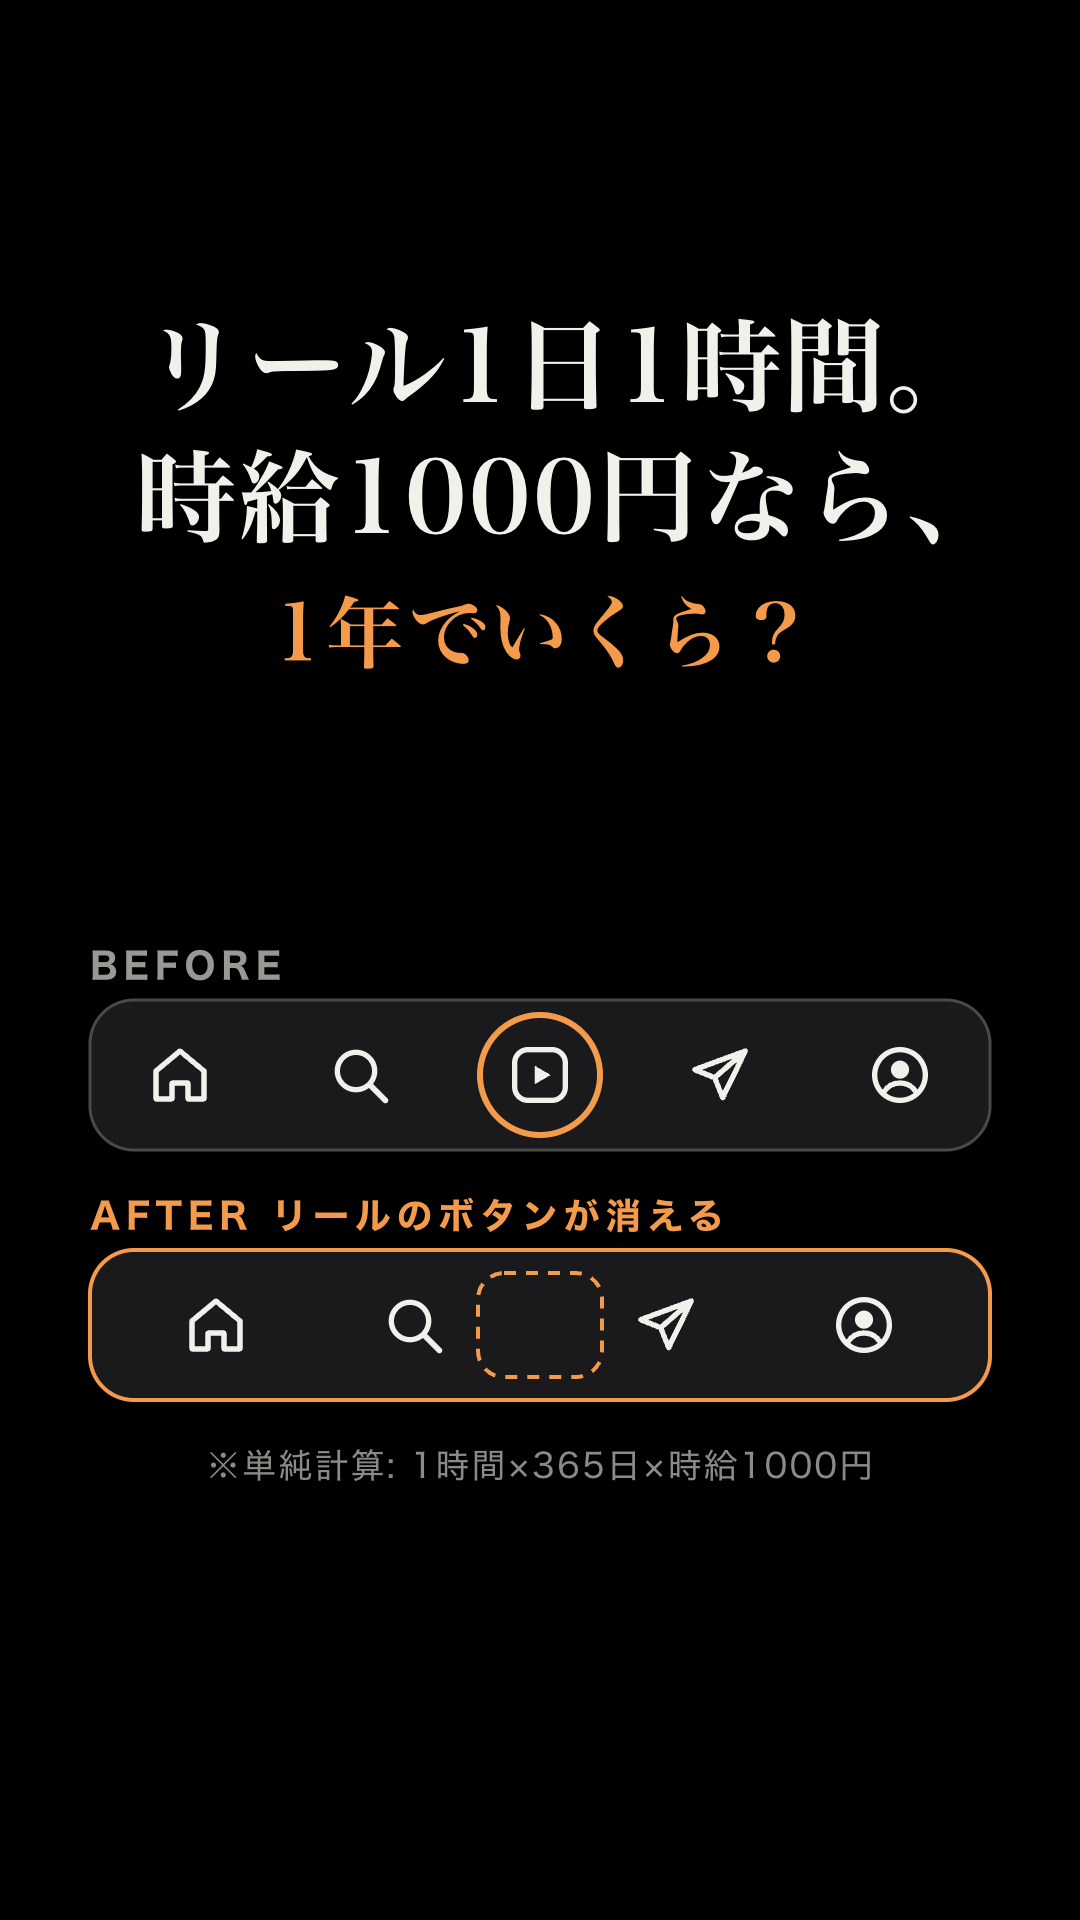 リール1日1時間。
時給1000円なら、
1年でいくら？
BEFORE
AFTER リールのボタンが消える
※単純計算: 1時間×365日×時給1000円